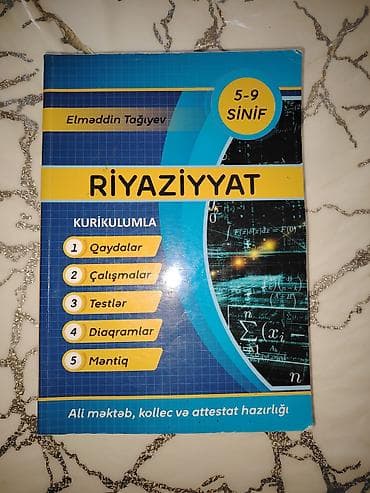 5-9
SİNİF
Elməddin Tağıyev
RİYAZİYYAT
KURİKULUMLA
1 Qaydalar
2 Çalışmalar
3 Testlər
4 Diaqramlar
5 Məntiq
Ali məktəb, kollec və attestat hazırlığı